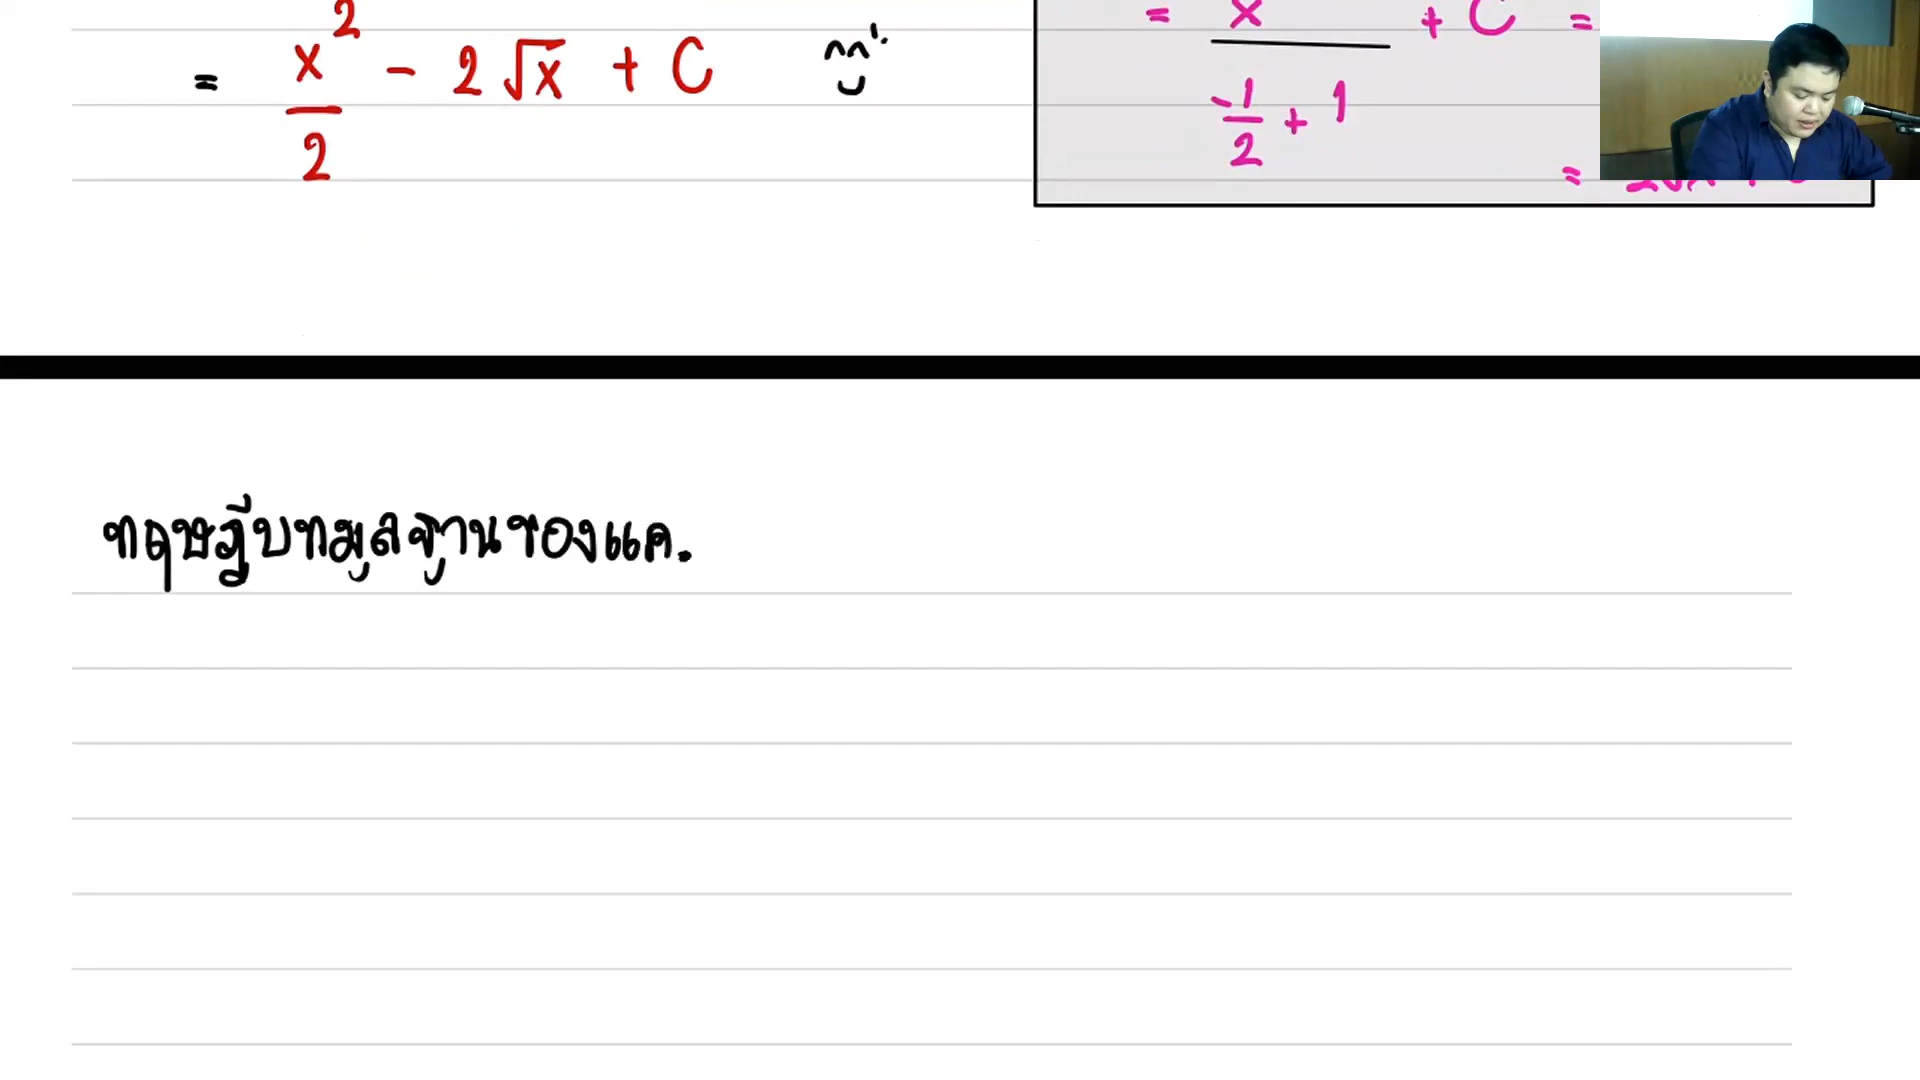 = x²/2 - 2√x + C
= x / (-1/2 + 1) + C =
=
ทฤษฎีบทมูลฐานของแค.